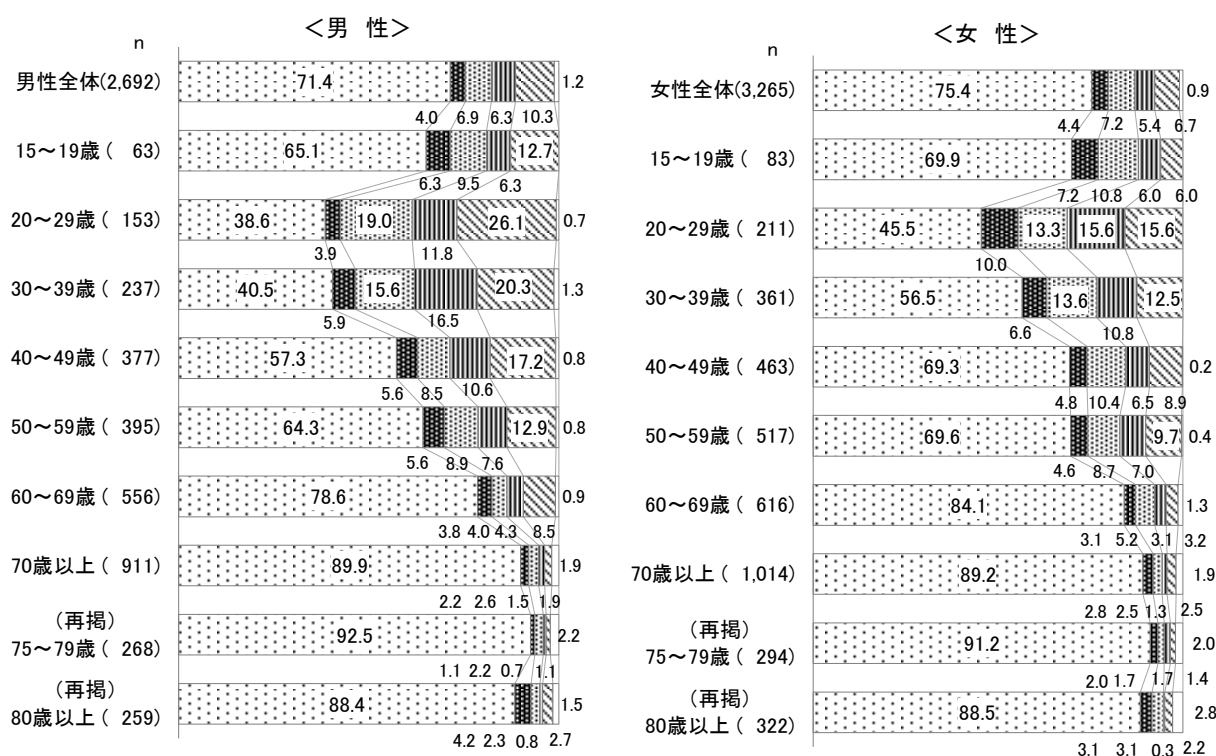 <男 性>
n
男性全体(2,692) 71.4 1.2
4.0 6.9 6.3 10.3
15~19歳( 63) 65.1 12.7
6.3 9.5 6.3
20~29歳( 153) 38.6 19.0 26.1 0.7
3.9 11.8
30~39歳( 237) 40.5 15.6 20.3 1.3
5.9 16.5
40~49歳( 377) 57.3 17.2 0.8
5.6 8.5 10.6
50~59歳( 395) 64.3 12.9 0.8
5.6 8.9 7.6
60~69歳( 556) 78.6 0.9
3.8 4.0 4.3 8.5
70歳以上( 911) 89.9 1.9
2.2 2.6 1.5 1.9
(再掲)
75~79歳( 268) 92.5 2.2
1.1 2.2 0.7 1.1
(再掲)
80歳以上( 259) 88.4 1.5
4.2 2.3 0.8 2.7
<女 性>
n
女性全体(3,265) 75.4 0.9
4.4 7.2 5.4 6.7
15~19歳( 83) 69.9
7.2 10.8 6.0 6.0
20~29歳( 211) 45.5 13.3 15.6 15.6
10.0
30~39歳( 361) 56.5 13.6 12.5
6.6 10.8
40~49歳( 463) 69.3 0.2
4.8 10.4 6.5 8.9
50~59歳( 517) 69.6 9.7 0.4
4.6 8.7 7.0
60~69歳( 616) 84.1 1.3
3.1 5.2 3.1 3.2
70歳以上( 1,014) 89.2 1.9
2.8 2.5 1.3 2.5
(再掲)
75~79歳( 294) 91.2 2.0
2.0 1.7 1.7 1.4
(再掲)
80歳以上( 322) 88.5 2.8
3.1 3.1 0.3 2.2